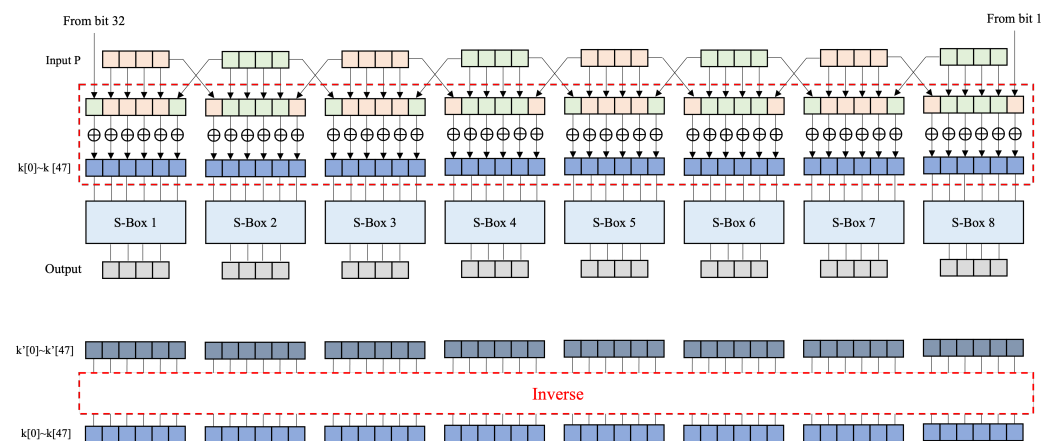 From bit 32
From bit 1
Input P
k[0]~k [47]
S-Box 1
S-Box 2
S-Box 3
S-Box 4
S-Box 5
S-Box 6
S-Box 7
S-Box 8
Output
k’[0]~k’[47]
Inverse
k[0]~k[47]